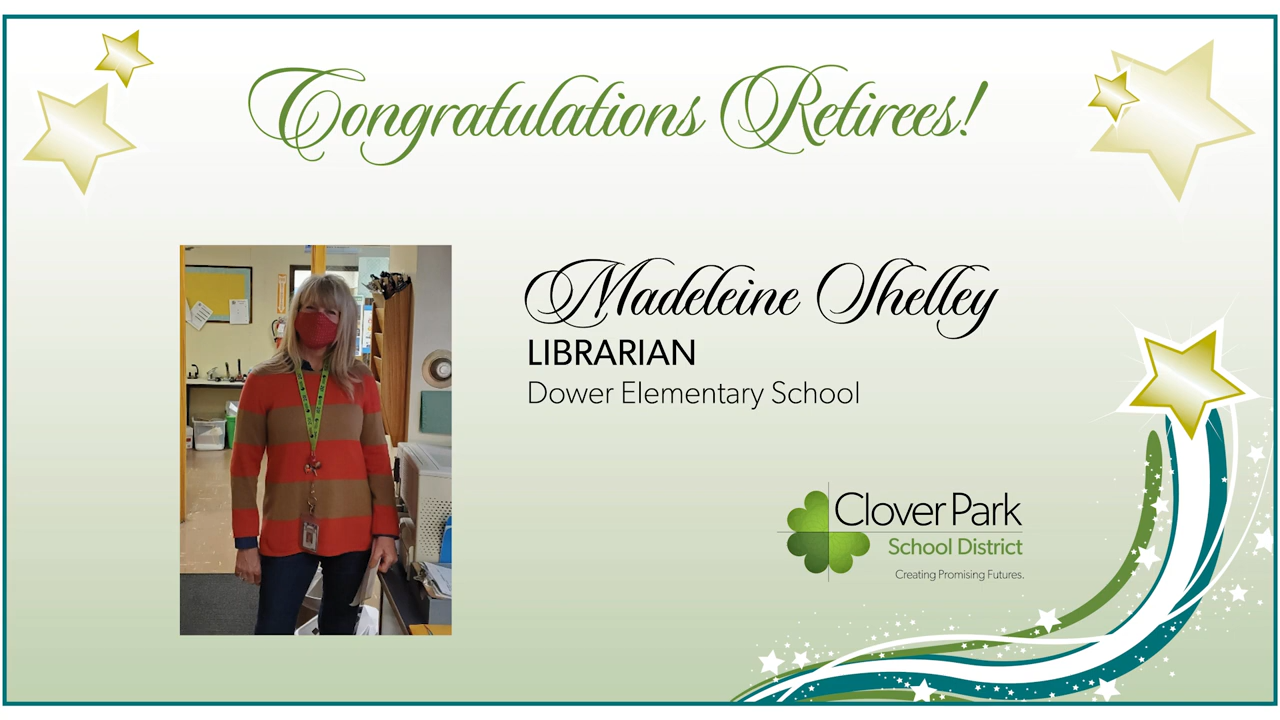 Congratulations Retirees!
Madeleine Shelley
LIBRARIAN
Dower Elementary School
Clover Park
School District
Creating Promising Futures.